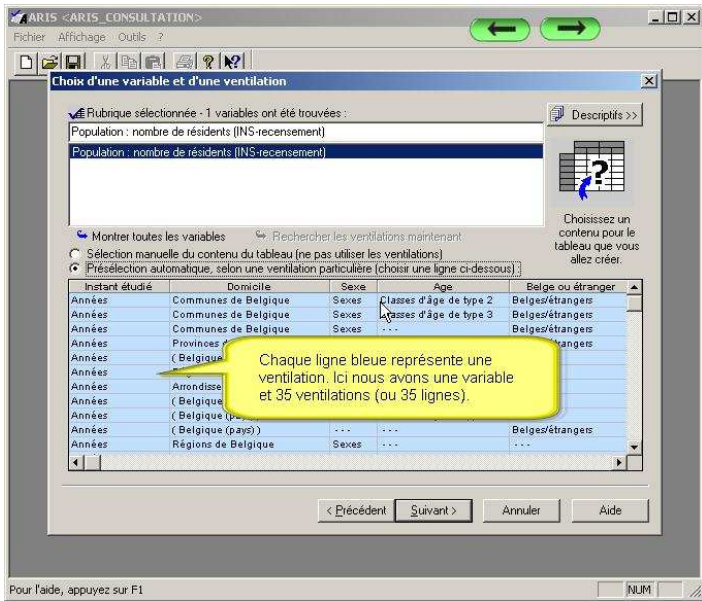 ARIS <ARIS_CONSULTATION>
Fichier Affichage Outils ?
Choix d'une variable et d'une ventilation
Rubrique sélectionnée - 1 variables ont été trouvées :
Descriptifs >>
Population : nombre de résidents (INS-recensement)
Population : nombre de résidents (INS-recensement)
Choisissez un
contenu pour le
tableau que vous
allez créer.
Montrer toutes les variables Rechercher les ventilations maintenant
Sélection manuelle du contenu du tableau (ne pas utiliser les ventilations)
Présélection automatique, selon une ventilation particulière (choisir une ligne ci-dessous) :
Instant étudié Domicile Sexe Age Belge ou étranger
Années Communes de Belgique Sexes Classes d'âge de type 2 Belges/étrangers
Années Communes de Belgique Sexes Classes d'âge de type 3 Belges/étrangers
Années Communes de Belgique Sexes - - - Belges/étrangers
Années Provinces
Années ( Belgique
Années
Années Arrondisse
Années ( Belgique
Années ( Belgique (pays) )
Années ( Belgique (pays) ) - - - - - - Belges/étrangers
Années Régions de Belgique Sexes - - - - - -
Chaque ligne bleue représente une
ventilation. Ici nous avons une variable
et 35 ventilations (ou 35 lignes).
< Précédent Suivant > Annuler Aide
Pour l'aide, appuyez sur F1 NUM